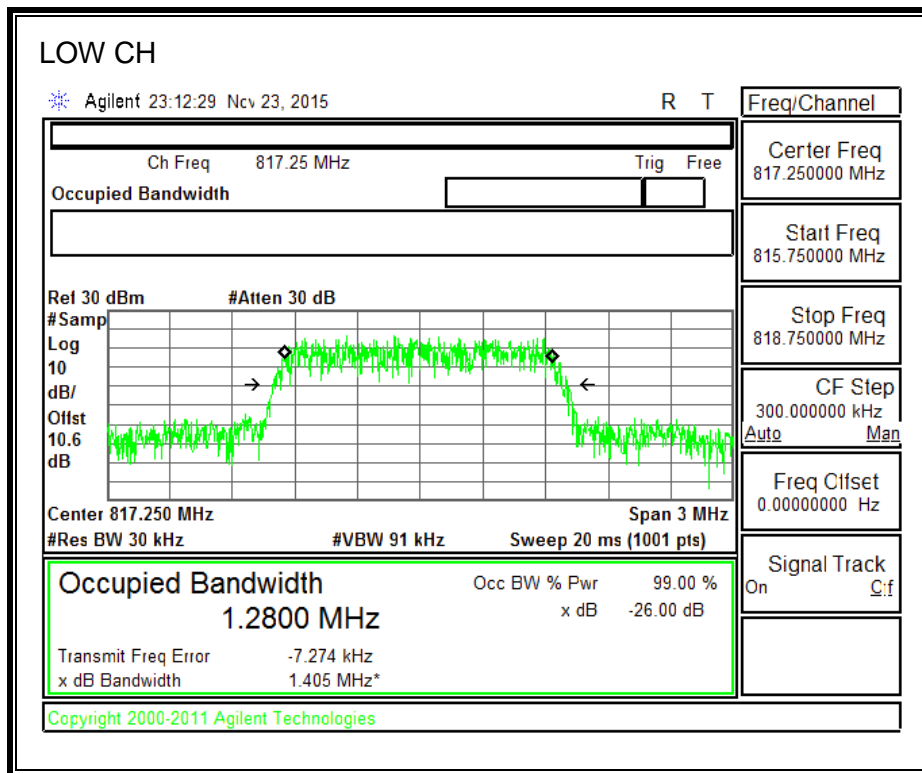 LOW CH
Agilent 23:12:29 Nov 23, 2015 R T
Freq/Channel
Ch Freq 817.25 MHz Trig Free
Occupied Bandwidth
Center Freq
817.250000 MHz
Start Freq
815.750000 MHz
Stop Freq
818.750000 MHz
CF Step
300.000000 kHz
Auto Man
Freq Offset
0.00000000 Hz
Signal Track
On Off
Ref 30 dBm #Atten 30 dB
#Samp
Log
10
dB/
Offst
10.6
dB
Center 817.250 MHz Span 3 MHz
#Res BW 30 kHz #VBW 91 kHz Sweep 20 ms (1001 pts)
Occupied Bandwidth Occ BW % Pwr 99.00 %
1.2800 MHz x dB -26.00 dB
Transmit Freq Error -7.274 kHz
x dB Bandwidth 1.405 MHz*
Copyright 2000-2011 Agilent Technologies